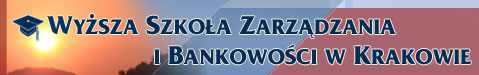 Wyższa Szkoła Zarządzania
i Bankowości w Krakowie